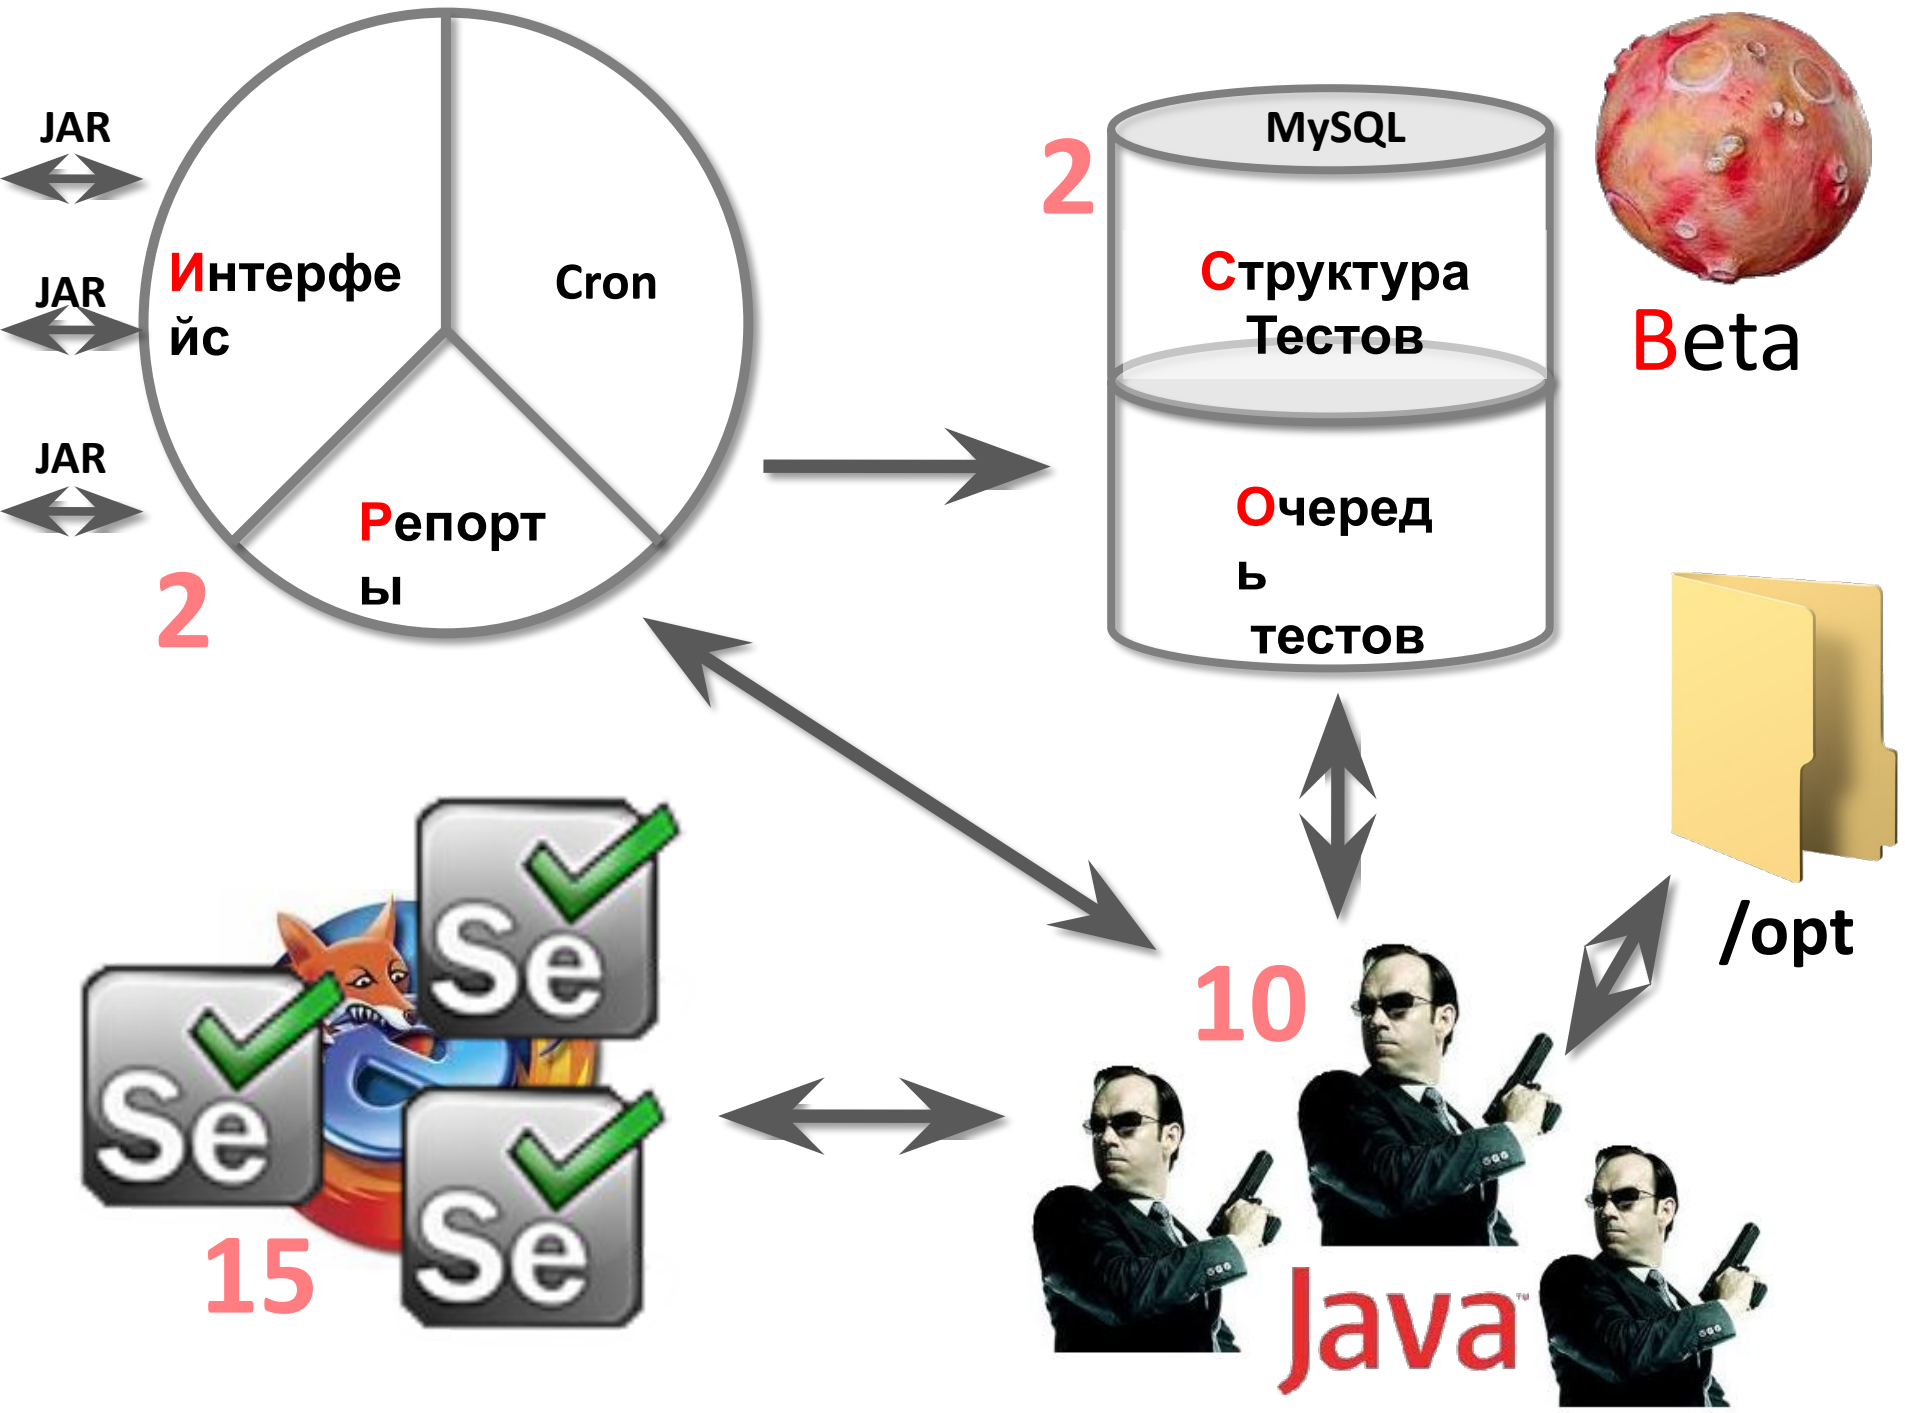 JAR
JAR
JAR
Интерфе
йс
Cron
Репорт
ы
2
MySQL
2
Структура
Тестов
Очеред
ь
тестов
Beta
/opt
Se
Se
Se
15
10
Java™